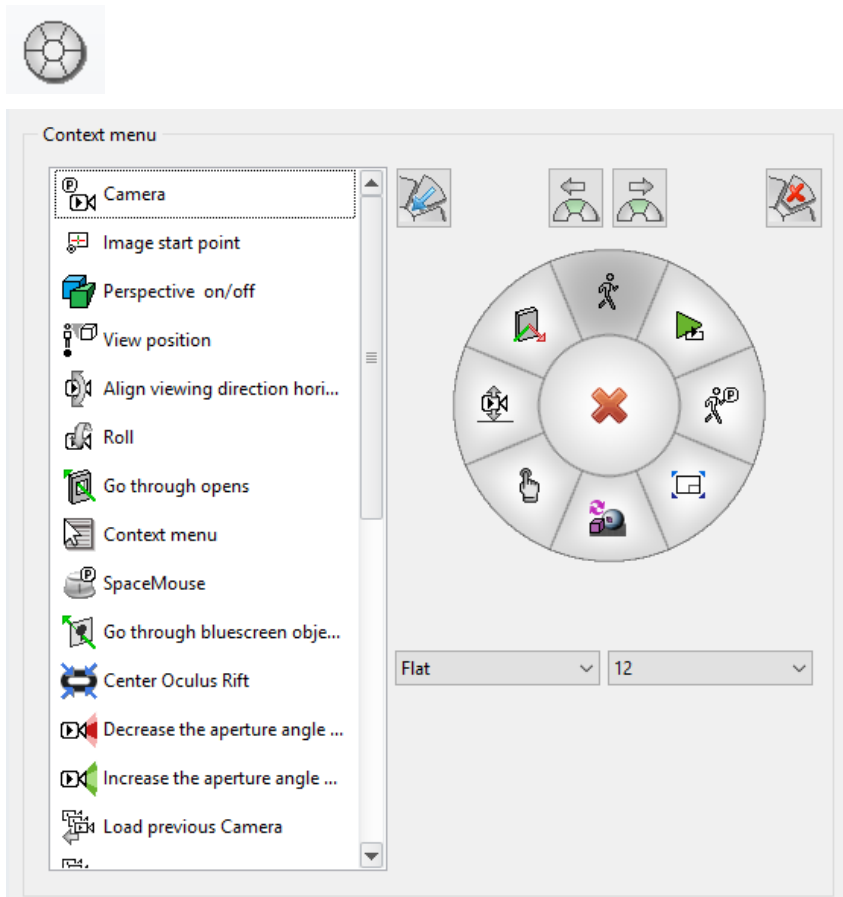 Context menu
Camera
Image start point
Perspective on/off
View position
Align viewing direction hori...
Roll
Go through opens
Context menu
SpaceMouse
Go through bluescreen obje...
Center Oculus Rift
Decrease the aperture angle ...
Increase the aperture angle ...
Load previous Camera
Flat
12